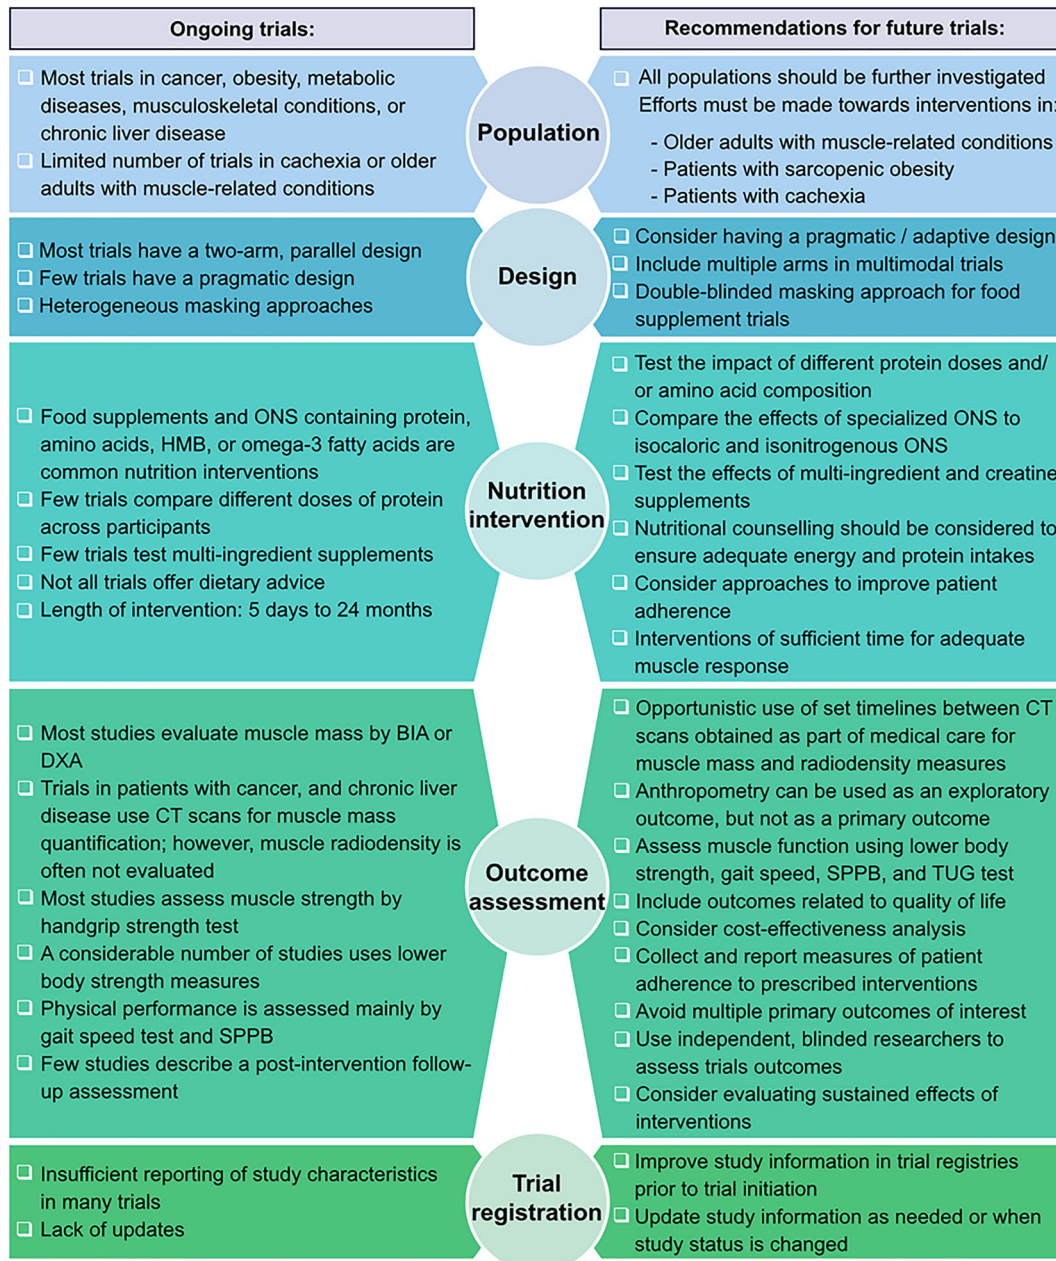 Ongoing trials:
Recommendations for future trials:
Most trials in cancer, obesity, metabolic
diseases, musculoskeletal conditions, or
chronic liver disease
Limited number of trials in cachexia or older
adults with muscle-related conditions
Population
All populations should be further investigated
Efforts must be made towards interventions in:
- Older adults with muscle-related conditions
- Patients with sarcopenic obesity
- Patients with cachexia
Most trials have a two-arm, parallel design
Few trials have a pragmatic design
Heterogeneous masking approaches
Design
Consider having a pragmatic / adaptive design
Include multiple arms in multimodal trials
Double-blinded masking approach for food
supplement trials
Food supplements and ONS containing protein,
amino acids, HMB, or omega-3 fatty acids are
common nutrition interventions
Few trials compare different doses of protein
across participants
Few trials test multi-ingredient supplements
Not all trials offer dietary advice
Length of intervention: 5 days to 24 months
Nutrition
intervention
Test the impact of different protein doses and/
or amino acid composition
Compare the effects of specialized ONS to
isocaloric and isonitrogenous ONS
Test the effects of multi-ingredient and creatine
supplements
Nutritional counselling should be considered to
ensure adequate energy and protein intakes
Consider approaches to improve patient
adherence
Interventions of sufficient time for adequate
muscle response
Most studies evaluate muscle mass by BIA or
DXA
Trials in patients with cancer, and chronic liver
disease use CT scans for muscle mass
quantification; however, muscle radiodensity is
often not evaluated
Most studies assess muscle strength by
handgrip strength test
A considerable number of studies uses lower
body strength measures
Physical performance is assessed mainly by
gait speed test and SPPB
Few studies describe a post-intervention follow-
up assessment
Outcome
assessment
Opportunistic use of set timelines between CT
scans obtained as part of medical care for
muscle mass and radiodensity measures
Anthropometry can be used as an exploratory
outcome, but not as a primary outcome
Assess muscle function using lower body
strength, gait speed, SPPB, and TUG test
Include outcomes related to quality of life
Consider cost-effectiveness analysis
Collect and report measures of patient
adherence to prescribed interventions
Avoid multiple primary outcomes of interest
Use independent, blinded researchers to
assess trials outcomes
Consider evaluating sustained effects of
interventions
Insufficient reporting of study characteristics
in many trials
Lack of updates
Trial
registration
Improve study information in trial registries
prior to trial initiation
Update study information as needed or when
study status is changed